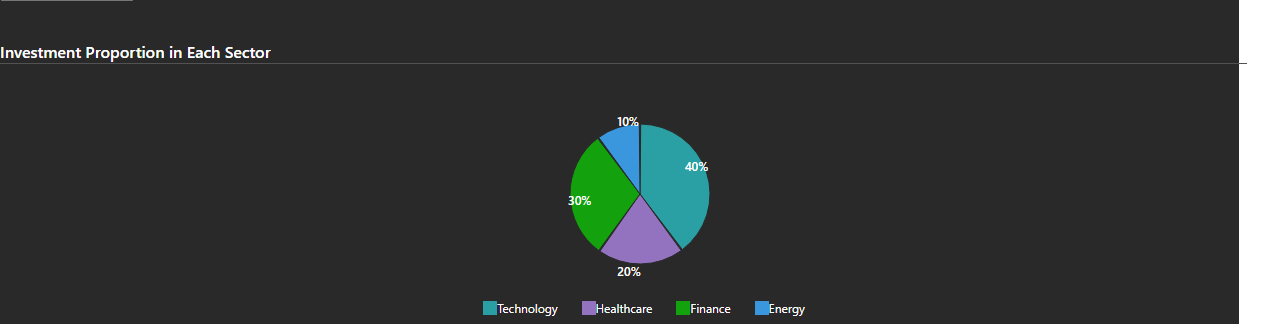 Investment Proportion in Each Sector
10%
40%
30%
20%
Technology Healthcare Finance Energy